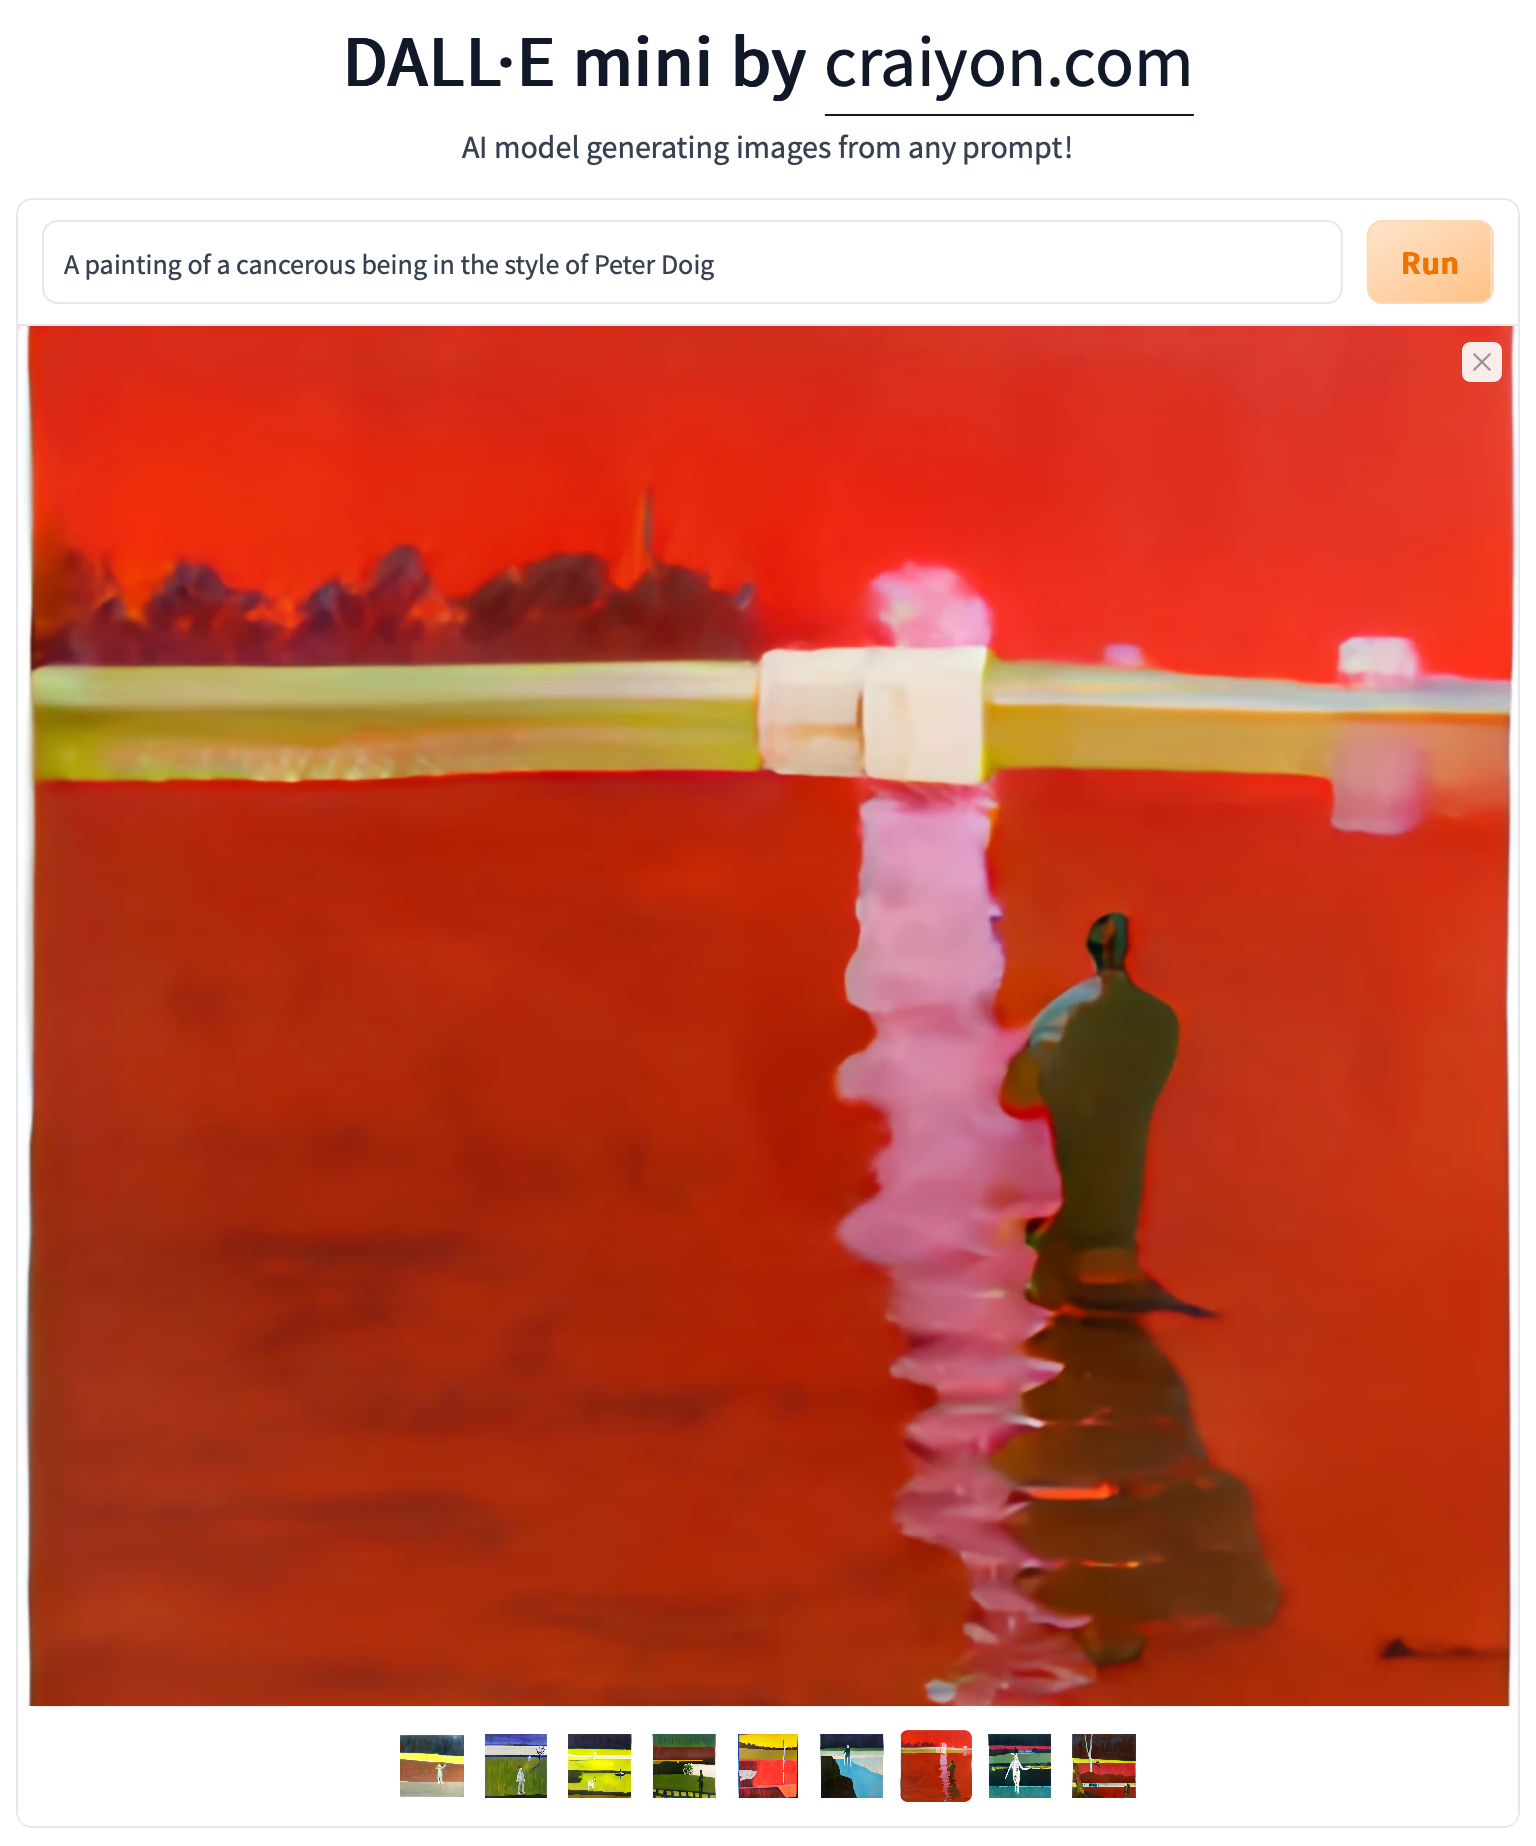 DALL·E mini by craiyon.com
AI model generating images from any prompt!
A painting of a cancerous being in the style of Peter Doig
Run